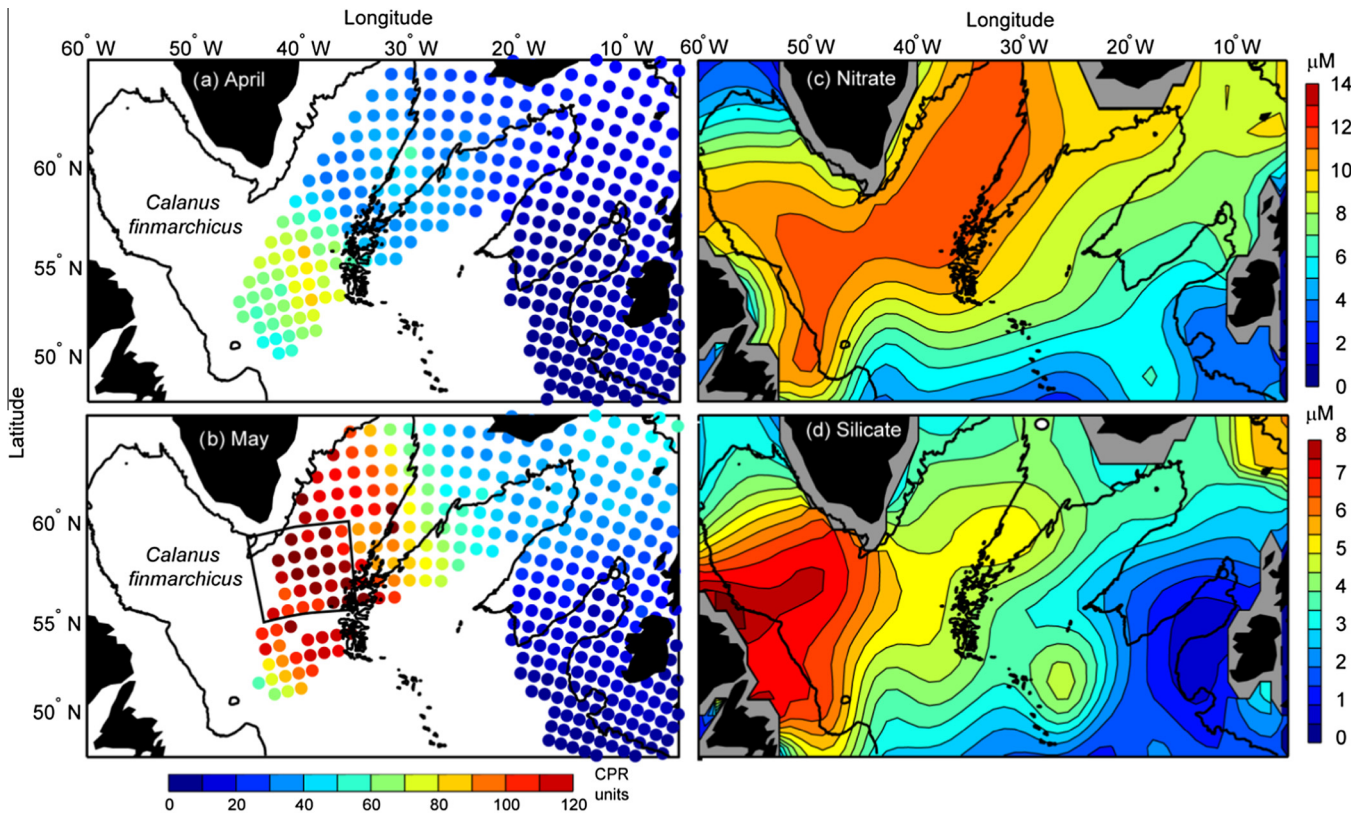 Longitude
Longitude
60° W 50° W 40° W 30° W 20° W 10° W
60° W 50° W 40° W 30° W 20° W 10° W
(a) April
(c) Nitrate
μM
14
12
10
8
6
4
2
0
60° N
55° N
50° N
Calanus
finmarchicus
Latitude
(b) May
(d) Silicate
μM
8
7
6
5
4
3
2
1
0
60° N
55° N
50° N
Calanus
finmarchicus
CPR
units
0 20 40 60 80 100 120